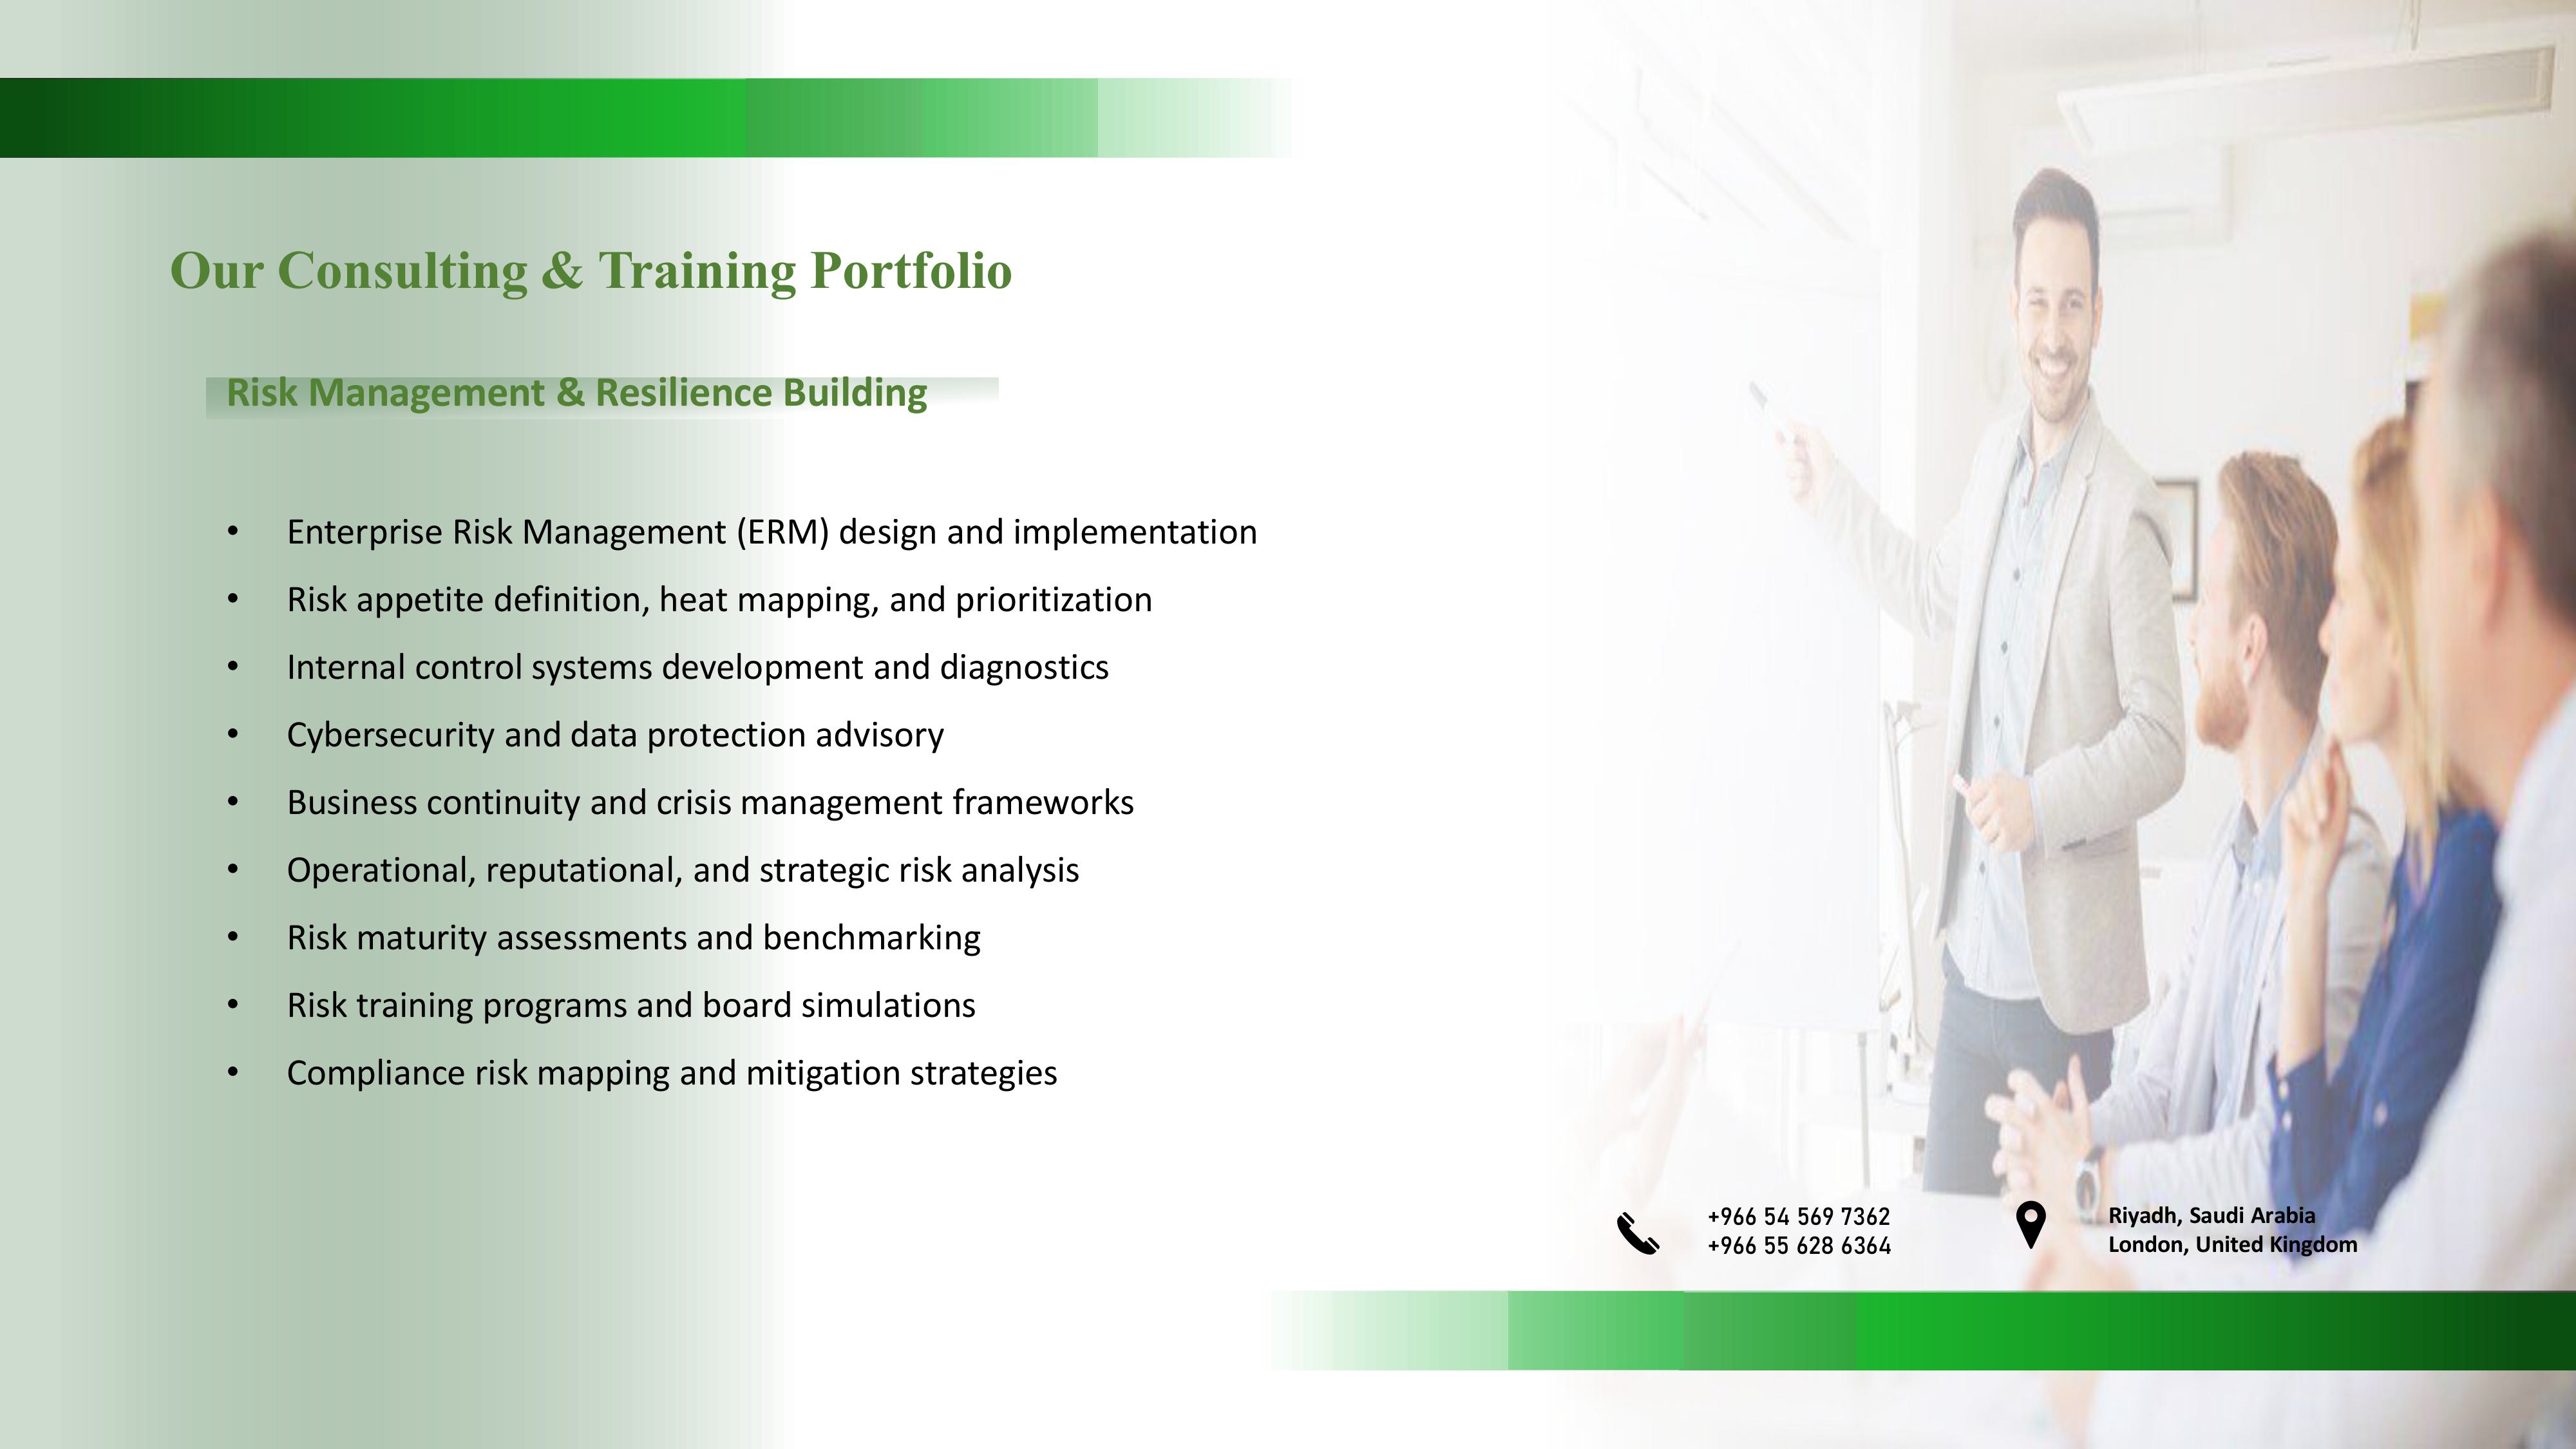 Our Consulting & Training Portfolio
Risk Management & Resilience Building
• Enterprise Risk Management (ERM) design and implementation
• Risk appetite definition, heat mapping, and prioritization
• Internal control systems development and diagnostics
• Cybersecurity and data protection advisory
• Business continuity and crisis management frameworks
• Operational, reputational, and strategic risk analysis
• Risk maturity assessments and benchmarking
• Risk training programs and board simulations
• Compliance risk mapping and mitigation strategies
+966 54 569 7362
+966 55 628 6364
Riyadh, Saudi Arabia
London, United Kingdom